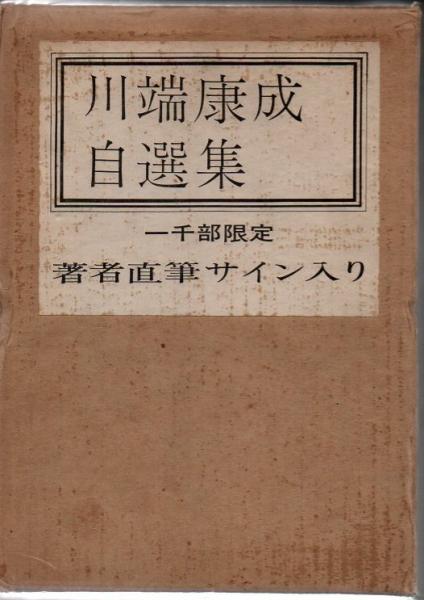 川端康成
自選集
一千部限定
著者直筆サイン入り